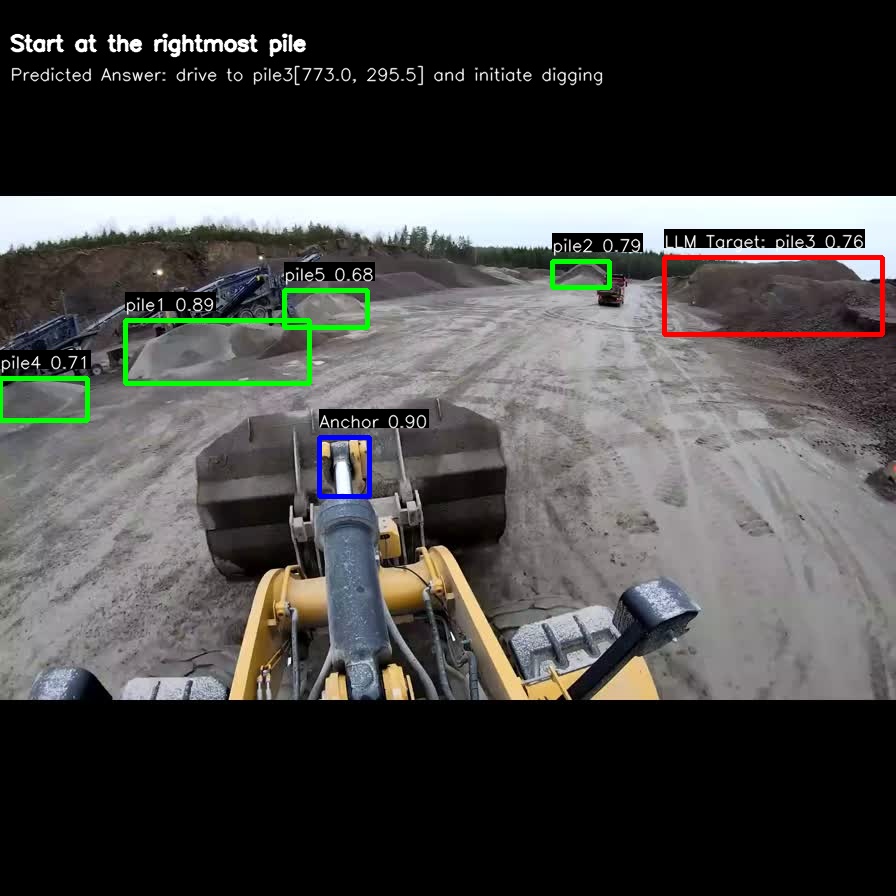 Start at the rightmost pile
Predicted Answer: drive to pile3[773.0, 295.5] and initiate digging
pile2 0.79
LLM Target: pile3 0.76
pile5 0.68
pile1 0.89
pile4 0.71
Anchor 0.90